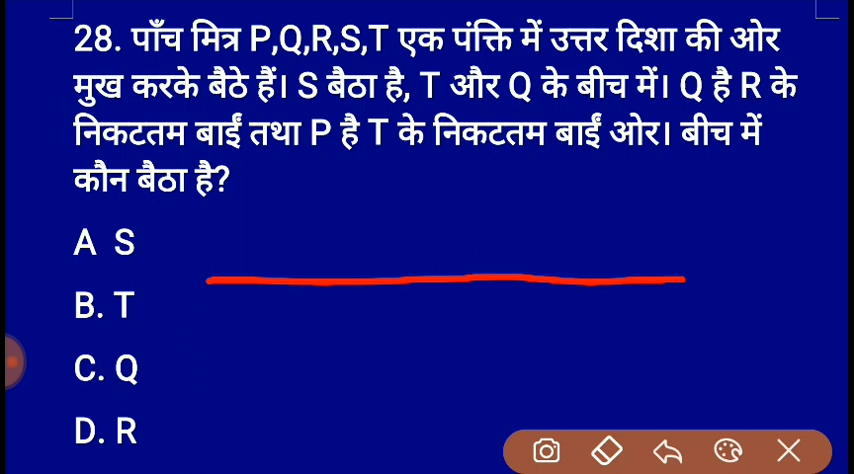 28. पाँच मित्र P,Q,R,S,T एक पंक्ति में उत्तर दिशा की ओर
मुख करके बैठे हैं। S बैठा है, T और Q के बीच में। Q है R के
निकटतम बाईं तथा P है T के निकटतम बाईं ओर। बीच में
कौन बैठा है?
A S
B. T
C. Q
D. R